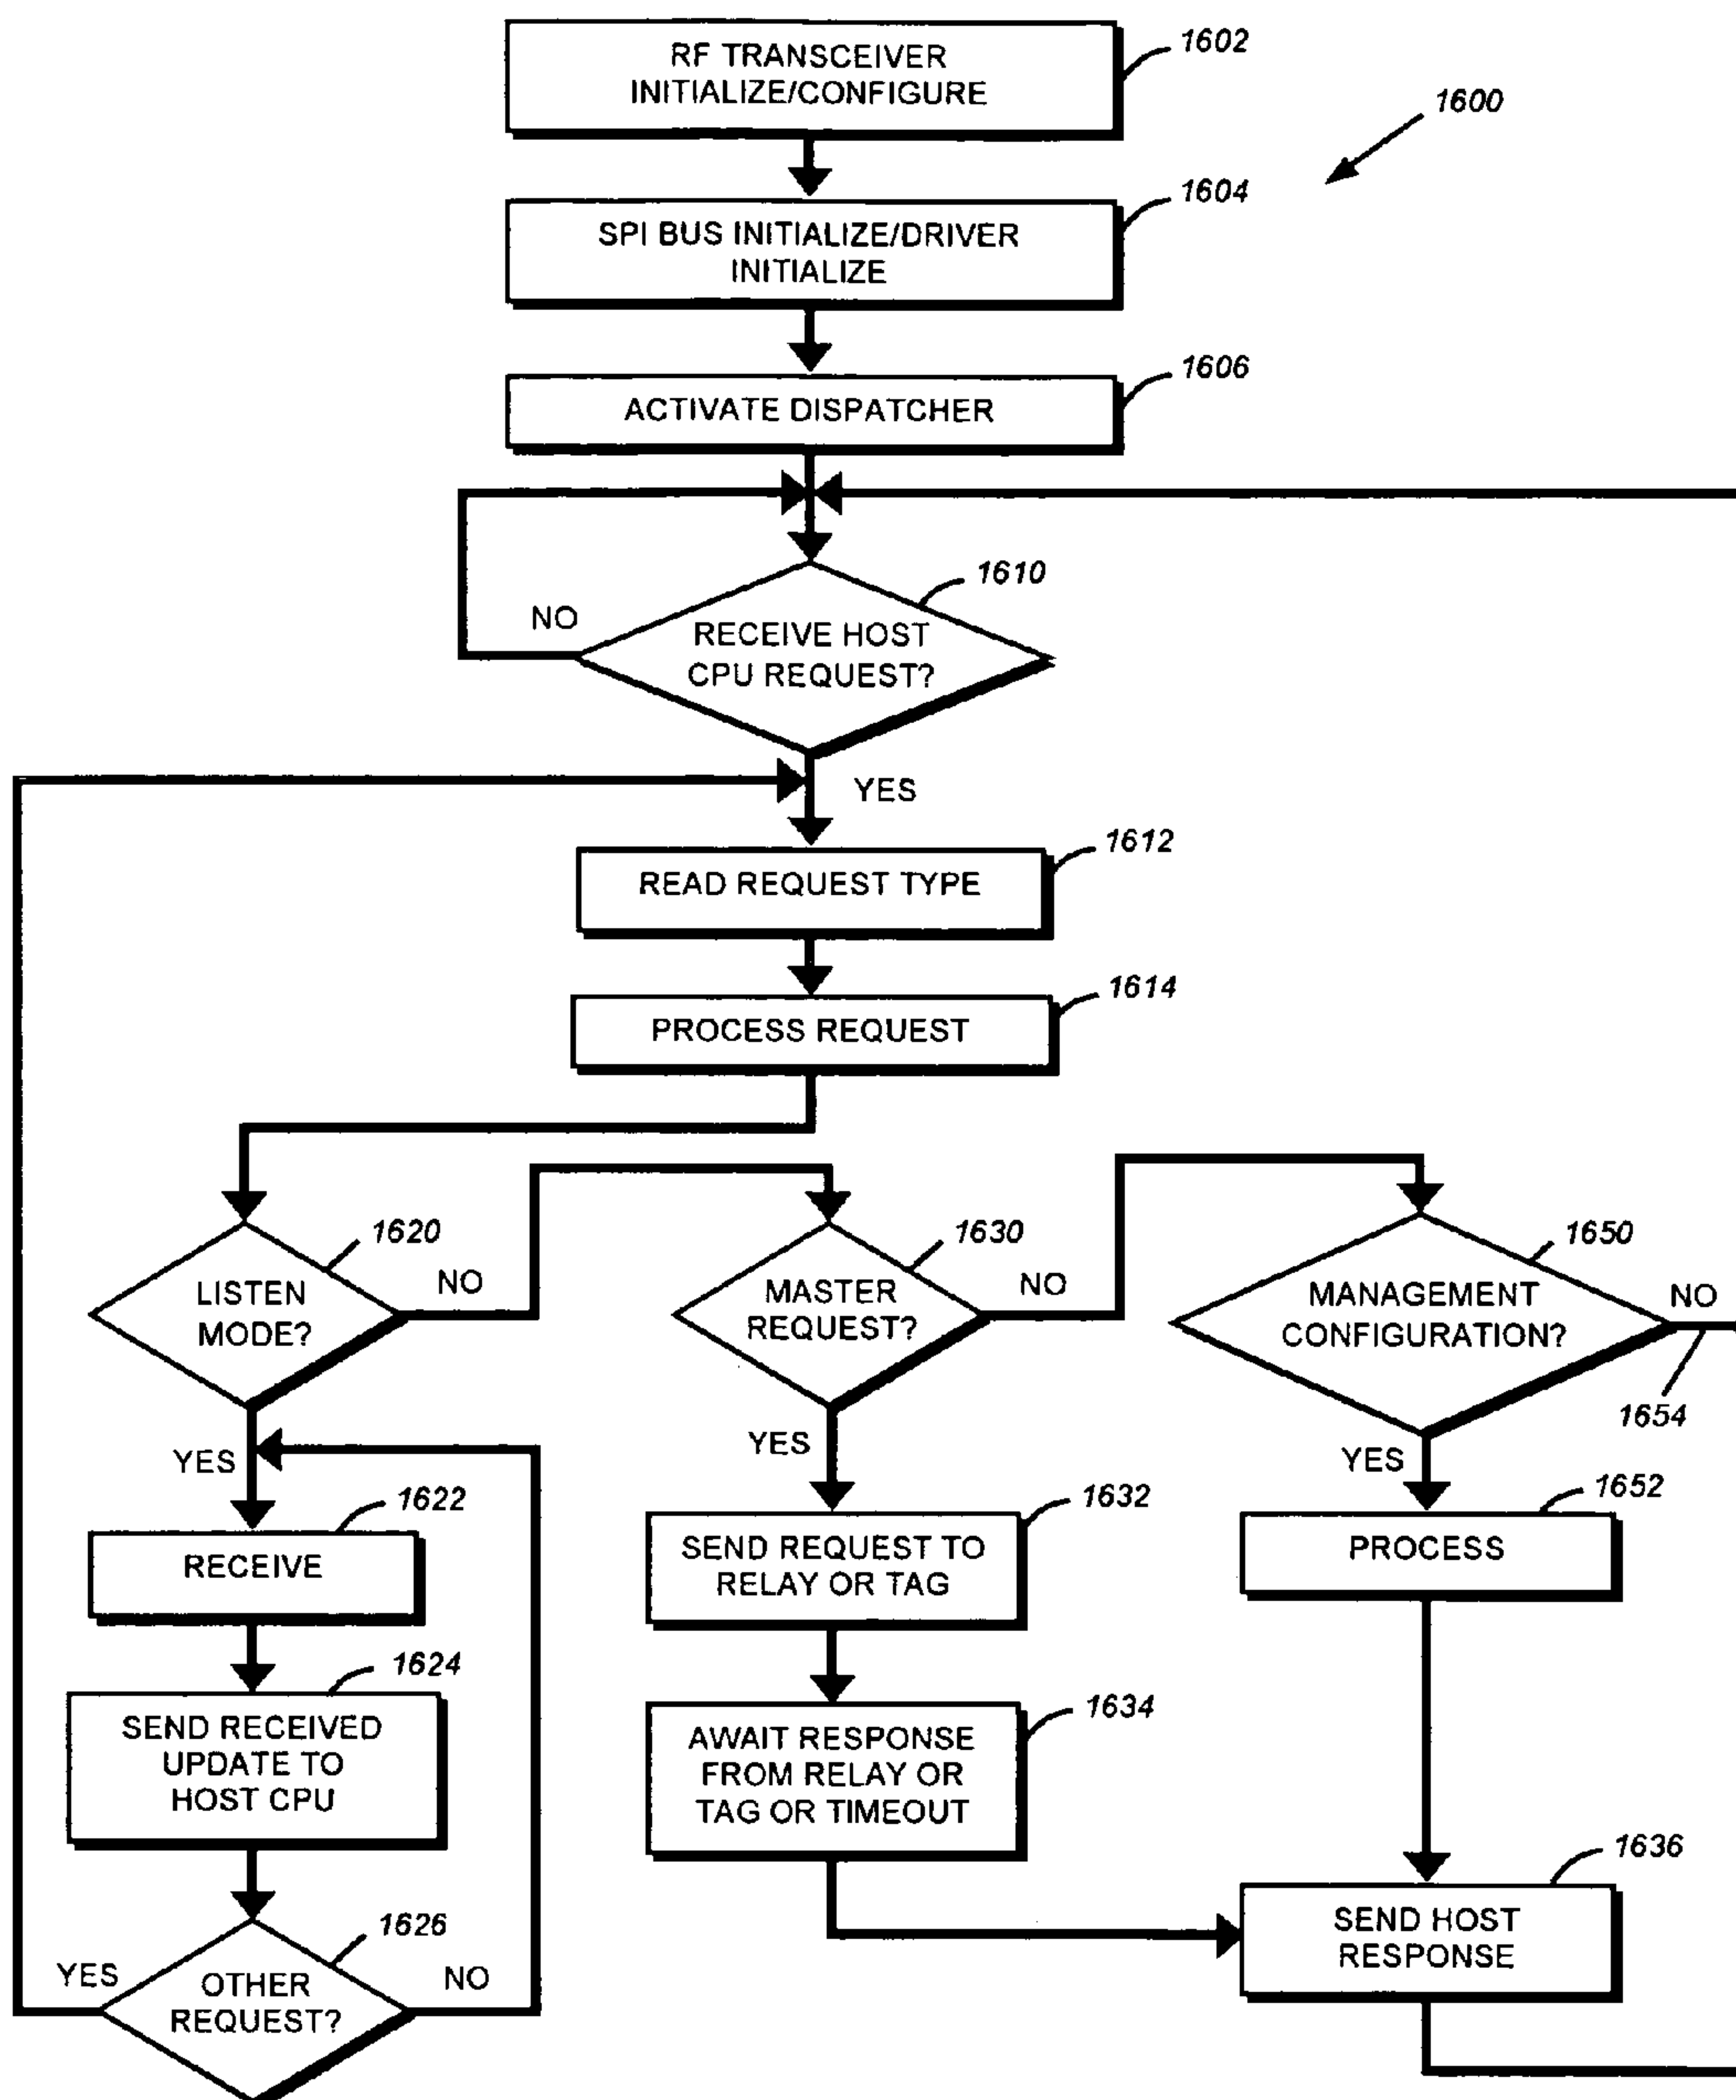 RF TRANSCEIVER
INITIALIZE/CONFIGURE
1602
1600
SPI BUS INITIALIZE/DRIVER
INITIALIZE
1604
ACTIVATE DISPATCHER
1606
RECEIVE HOST
CPU REQUEST?
1610
NO
YES
READ REQUEST TYPE
1612
PROCESS REQUEST
1614
LISTEN
MODE?
1620
NO
YES
MASTER
REQUEST?
1630
NO
YES
MANAGEMENT
CONFIGURATION?
1650
NO
1654
YES
RECEIVE
1622
SEND REQUEST TO
RELAY OR TAG
1632
PROCESS
1652
SEND RECEIVED
UPDATE TO
HOST CPU
1624
AWAIT RESPONSE
FROM RELAY OR
TAG OR TIMEOUT
1634
SEND HOST
RESPONSE
1636
OTHER
REQUEST?
1626
YES
NO